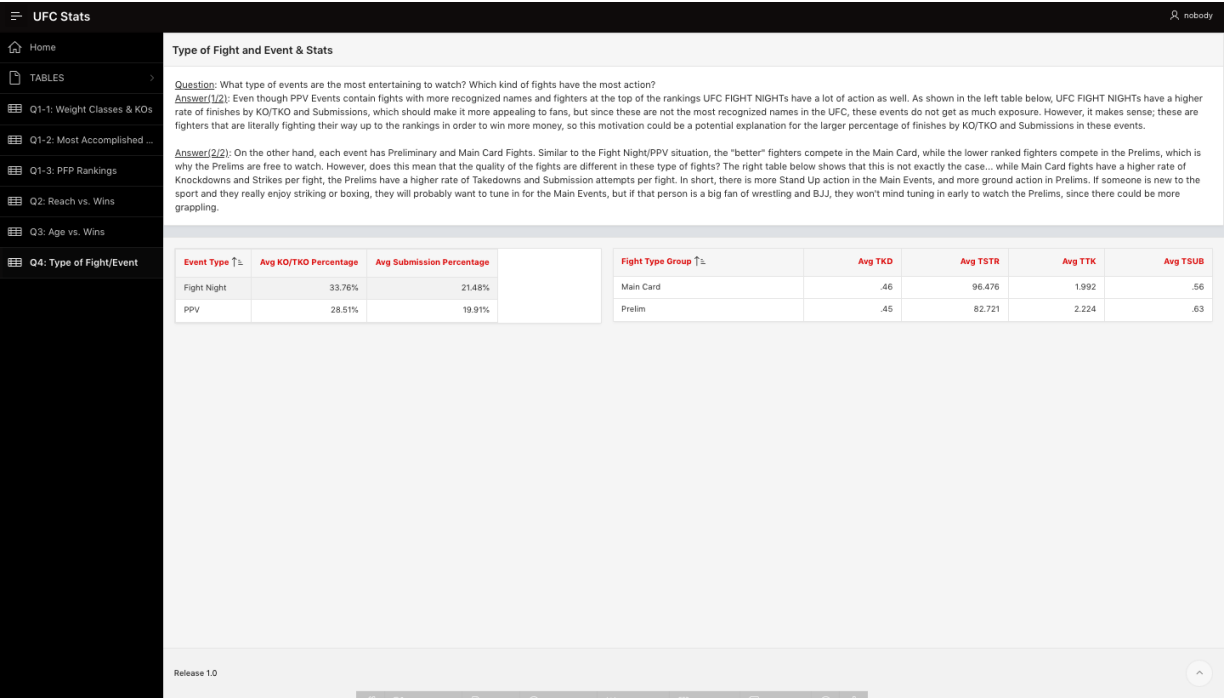 UFC Stats
nobody
Home
TABLES
Q1-1: Weight Classes & KOs
Q1-2: Most Accomplished ...
Q1-3: PFP Rankings
Q2: Reach vs. Wins
Q3: Age vs. Wins
Q4: Type of Fight/Event
Type of Fight and Event & Stats
Question: What type of events are the most entertaining to watch? Which kind of fights have the most action?
Answer(1/2): Even though PPV Events contain fights with more recognized names and fighters at the top of the rankings UFC FIGHT NIGHTs have a lot of action as well. As shown in the left table below, UFC FIGHT NIGHTs have a higher
rate of finishes by KO/TKO and Submissions, which should make it more appealing to fans, but since these are not the most recognized names in the UFC, these events do not get as much exposure. However, it makes sense; these are
fighters that are literally fighting their way up to the rankings in order to win more money, so this motivation could be a potential explanation for the larger percentage of finishes by KO/TKO and Submissions in these events.
Answer(2/2): On the other hand, each event has Preliminary and Main Card Fights. Similar to the Fight Night/PPV situation, the "better" fighters compete in the Main Card, while the lower ranked fighters compete in the Prelims, which is
why the Prelims are free to watch. However, does this mean that the quality of the fights are different in these type of fights? The right table below shows that this is not exactly the case... while Main Card fights have a higher rate of
Knockdowns and Strikes per fight, the Prelims have a higher rate of Takedowns and Submission attempts per fight. In short, there is more Stand Up action in the Main Events, and more ground action in Prelims. If someone is new to the
sport and they really enjoy striking or boxing, they will probably want to tune in for the Main Events, but if that person is a big fan of wrestling and BJJ, they won't mind tuning in early to watch the Prelims, since there could be more
grappling.
Event Type Avg KO/TKO Percentage Avg Submission Percentage
Fight Night 33.76% 21.48%
PPV 28.51% 19.91%
Fight Type Group Avg TKD Avg TSTR Avg TTK Avg TSUB
Main Card .46 96.476 1.992 .56
Prelim .45 82.721 2.224 .63
Release 1.0